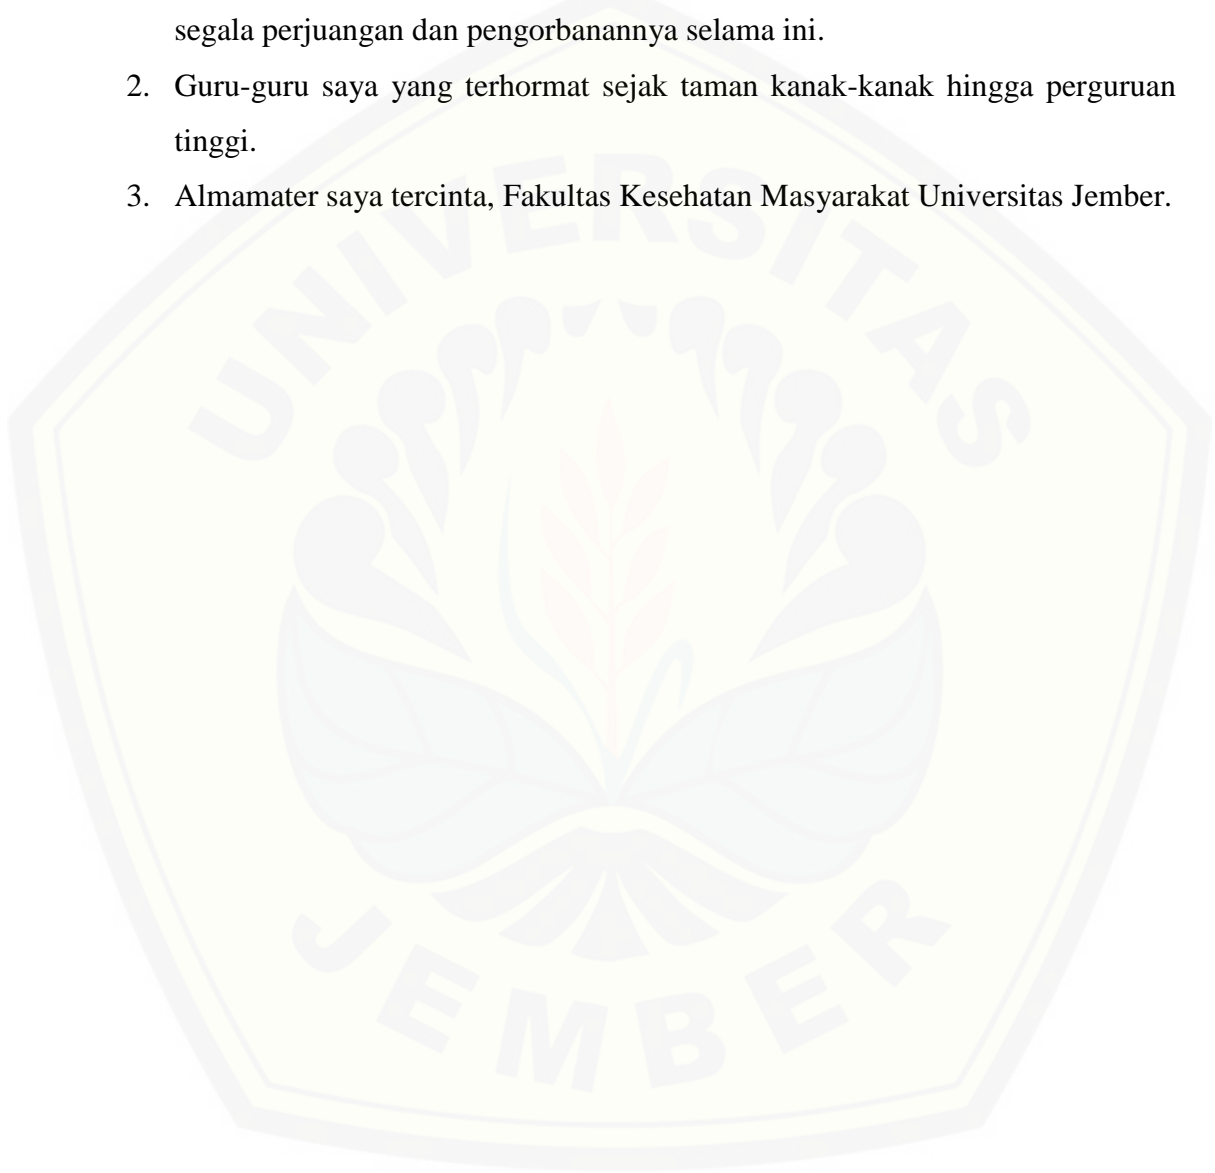 segala perjuangan dan pengorbanannya selama ini.
2. Guru-guru saya yang terhormat sejak taman kanak-kanak hingga perguruan
tinggi.
3. Almamater saya tercinta, Fakultas Kesehatan Masyarakat Universitas Jember.
UNIVERSITAS
JEMBER